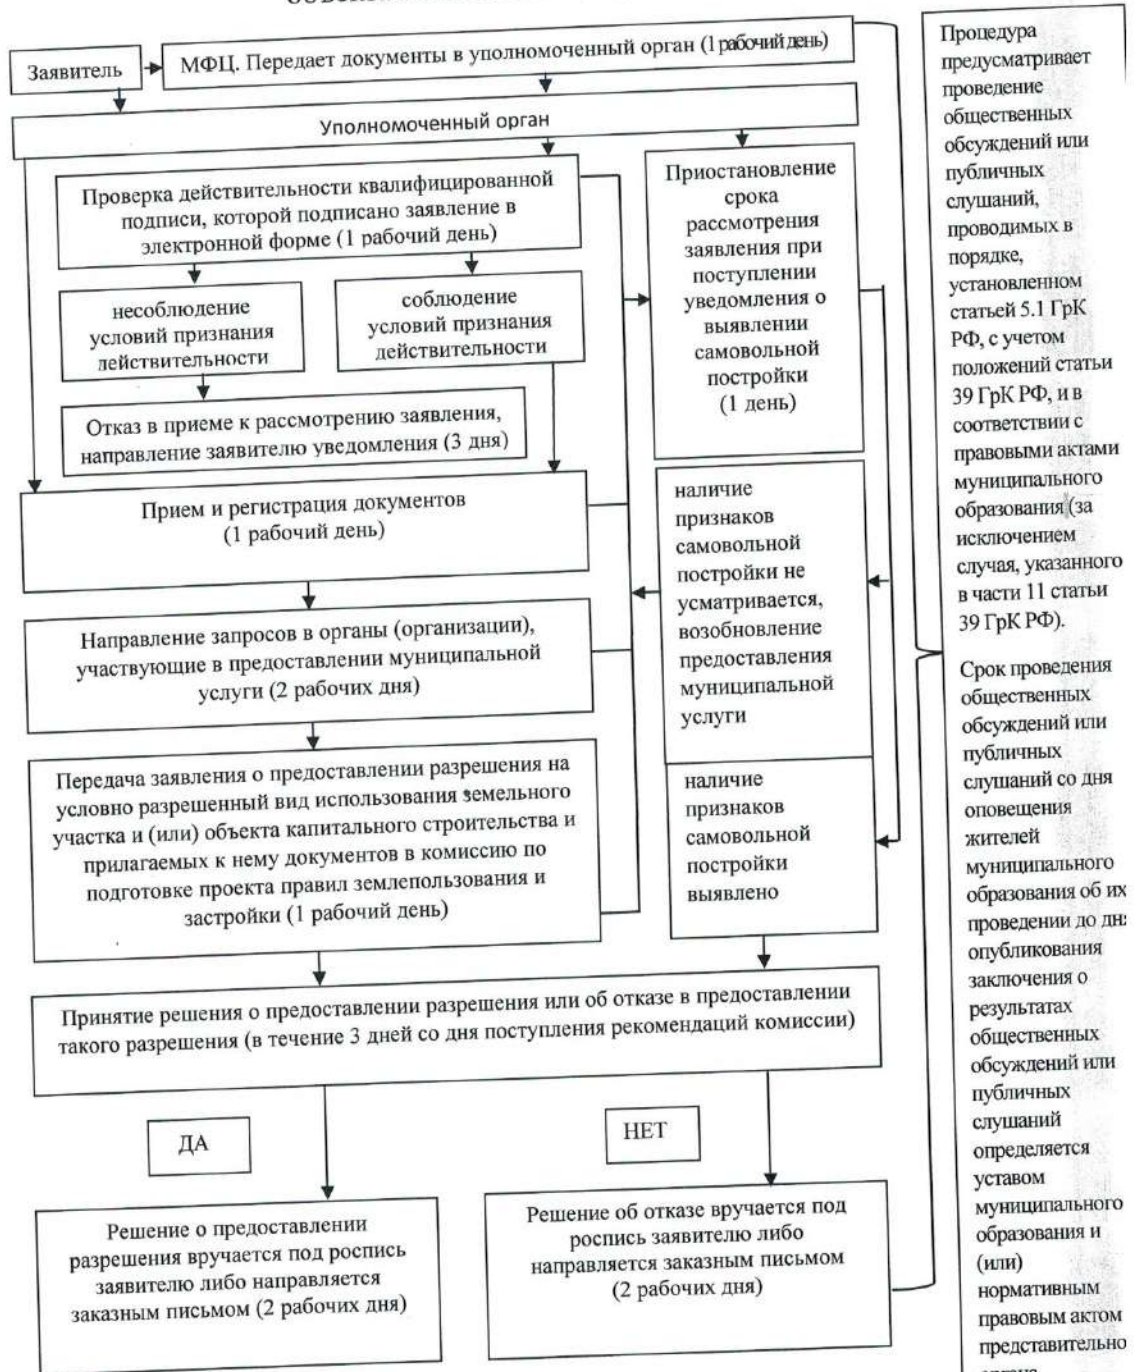 Заявитель
МФЦ. Передает документы в уполномоченный орган (1 рабочий день)
Уполномоченный орган
Проверка действительности квалифицированной
подписи, которой подписано заявление в
электронной форме (1 рабочий день)
несоблюдение
условий признания
действительности
соблюдение
условий признания
действительности
Отказ в приеме к рассмотрению заявления,
направление заявителю уведомления (3 дня)
Прием и регистрация документов
(1 рабочий день)
Направление запросов в органы (организации),
участвующие в предоставлении муниципальной
услуги (2 рабочих дня)
Передача заявления о предоставлении разрешения на
условно разрешенный вид использования земельного
участка и (или) объекта капитального строительства и
прилагаемых к нему документов в комиссию по
подготовке проекта правил землепользования и
застройки (1 рабочий день)
Приостановление
срока
рассмотрения
заявления при
поступлении
уведомления о
выявлении
самовольной
постройки
(1 день)
наличие
признаков
самовольной
постройки не
усматривается,
возобновление
предоставления
муниципальной
услуги
наличие
признаков
самовольной
постройки
выявлено
Принятие решения о предоставлении разрешения или об отказе в предоставлении
такого разрешения (в течение 3 дней со дня поступления рекомендаций комиссии)
ДА
НЕТ
Решение о предоставлении
разрешения вручается под роспись
заявителю либо направляется
заказным письмом (2 рабочих дня)
Решение об отказе вручается под
роспись заявителю либо
направляется заказным письмом
(2 рабочих дня)
Процедура
предусматривает
проведение
общественных
обсуждений или
публичных
слушаний,
проводимых в
порядке,
установленном
статьей 5.1 ГрК
РФ, с учетом
положений статьи
39 ГрК РФ, и в
соответствии с
правовыми актами
муниципального
образования (за
исключением
случая, указанного
в части 11 статьи
39 ГрК РФ).
Срок проведения
общественных
обсуждений или
публичных
слушаний со дня
оповещения
жителей
муниципального
образования об их
проведении до дня
опубликования
заключения о
результатах
общественных
обсуждений или
публичных
слушаний
определяется
уставом
муниципального
образования и
(или)
нормативным
правовым актом
представительно